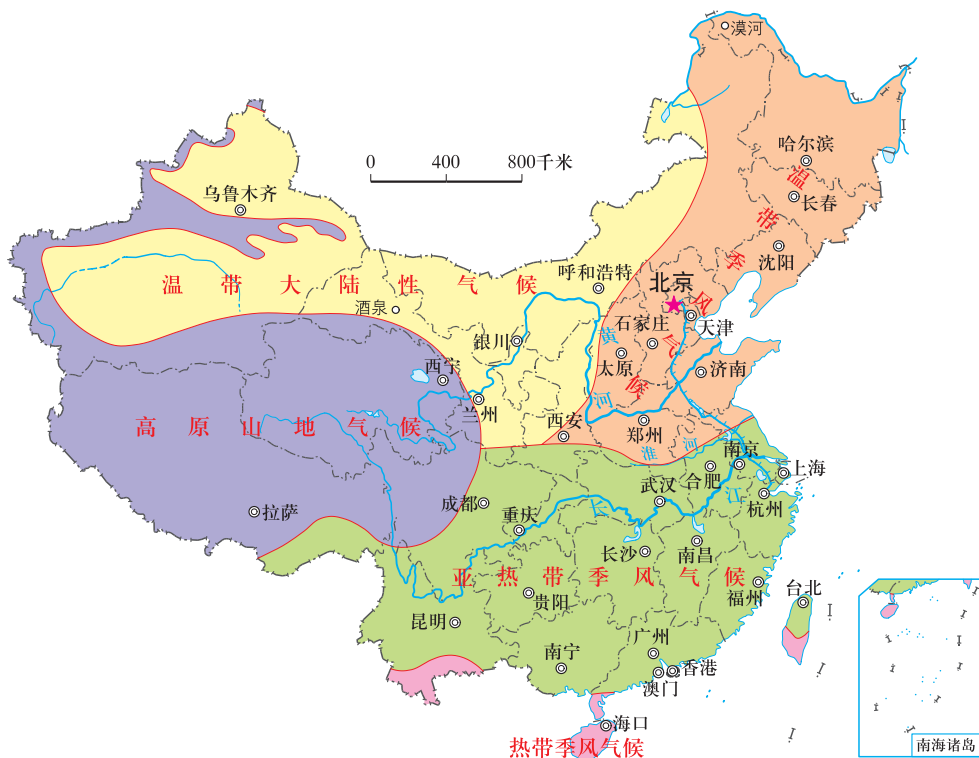 漠河
哈尔滨
0 400 800千米
长春
乌鲁木齐
沈阳
呼和浩特
北京
温带大陆性气候
温带季风气候
酒泉
石家庄
天津
银川
黄河
太原
济南
西宁
兰州
高原山地气候
西安
郑州
淮河
南京
合肥
上海
成都
武汉
长江
杭州
拉萨
重庆
长沙
南昌
亚热带季风气候
贵阳
福州
台北
昆明
广州
南宁
香港
澳门
海口
热带季风气候
南海诸岛